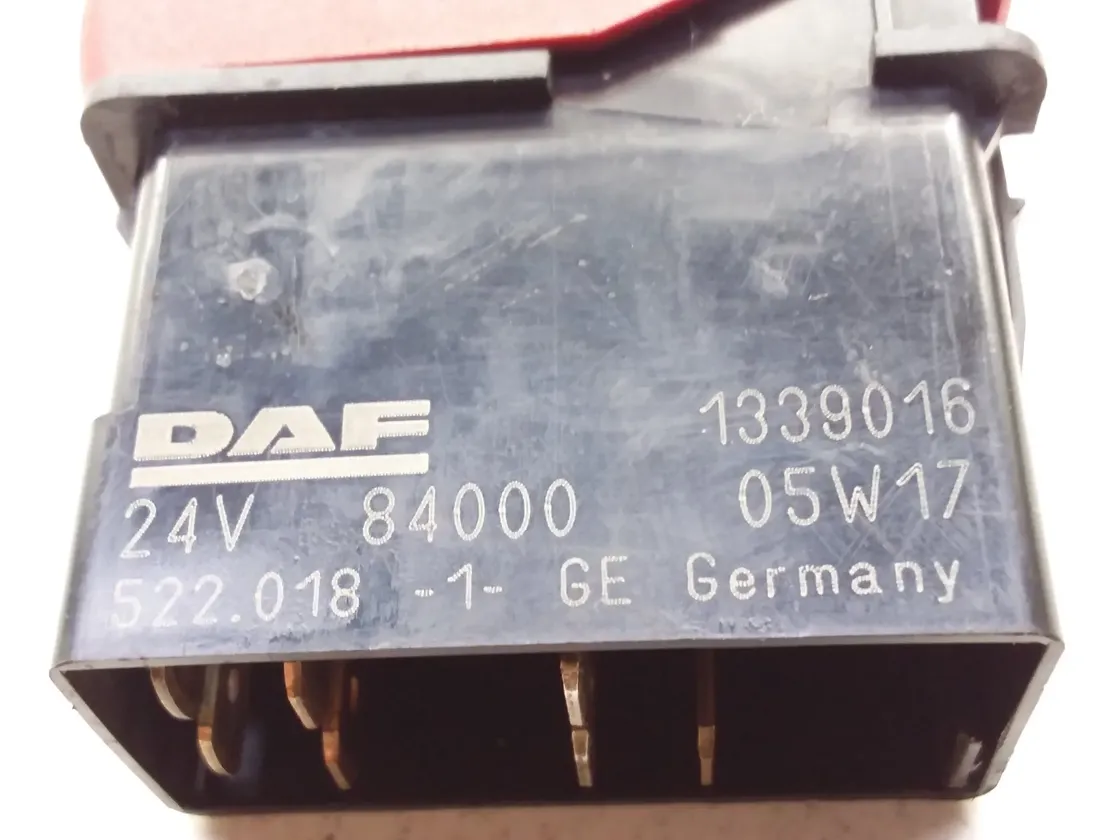 DAF 1339016
24V 84000 05W17
522.018 -1- GE Germany